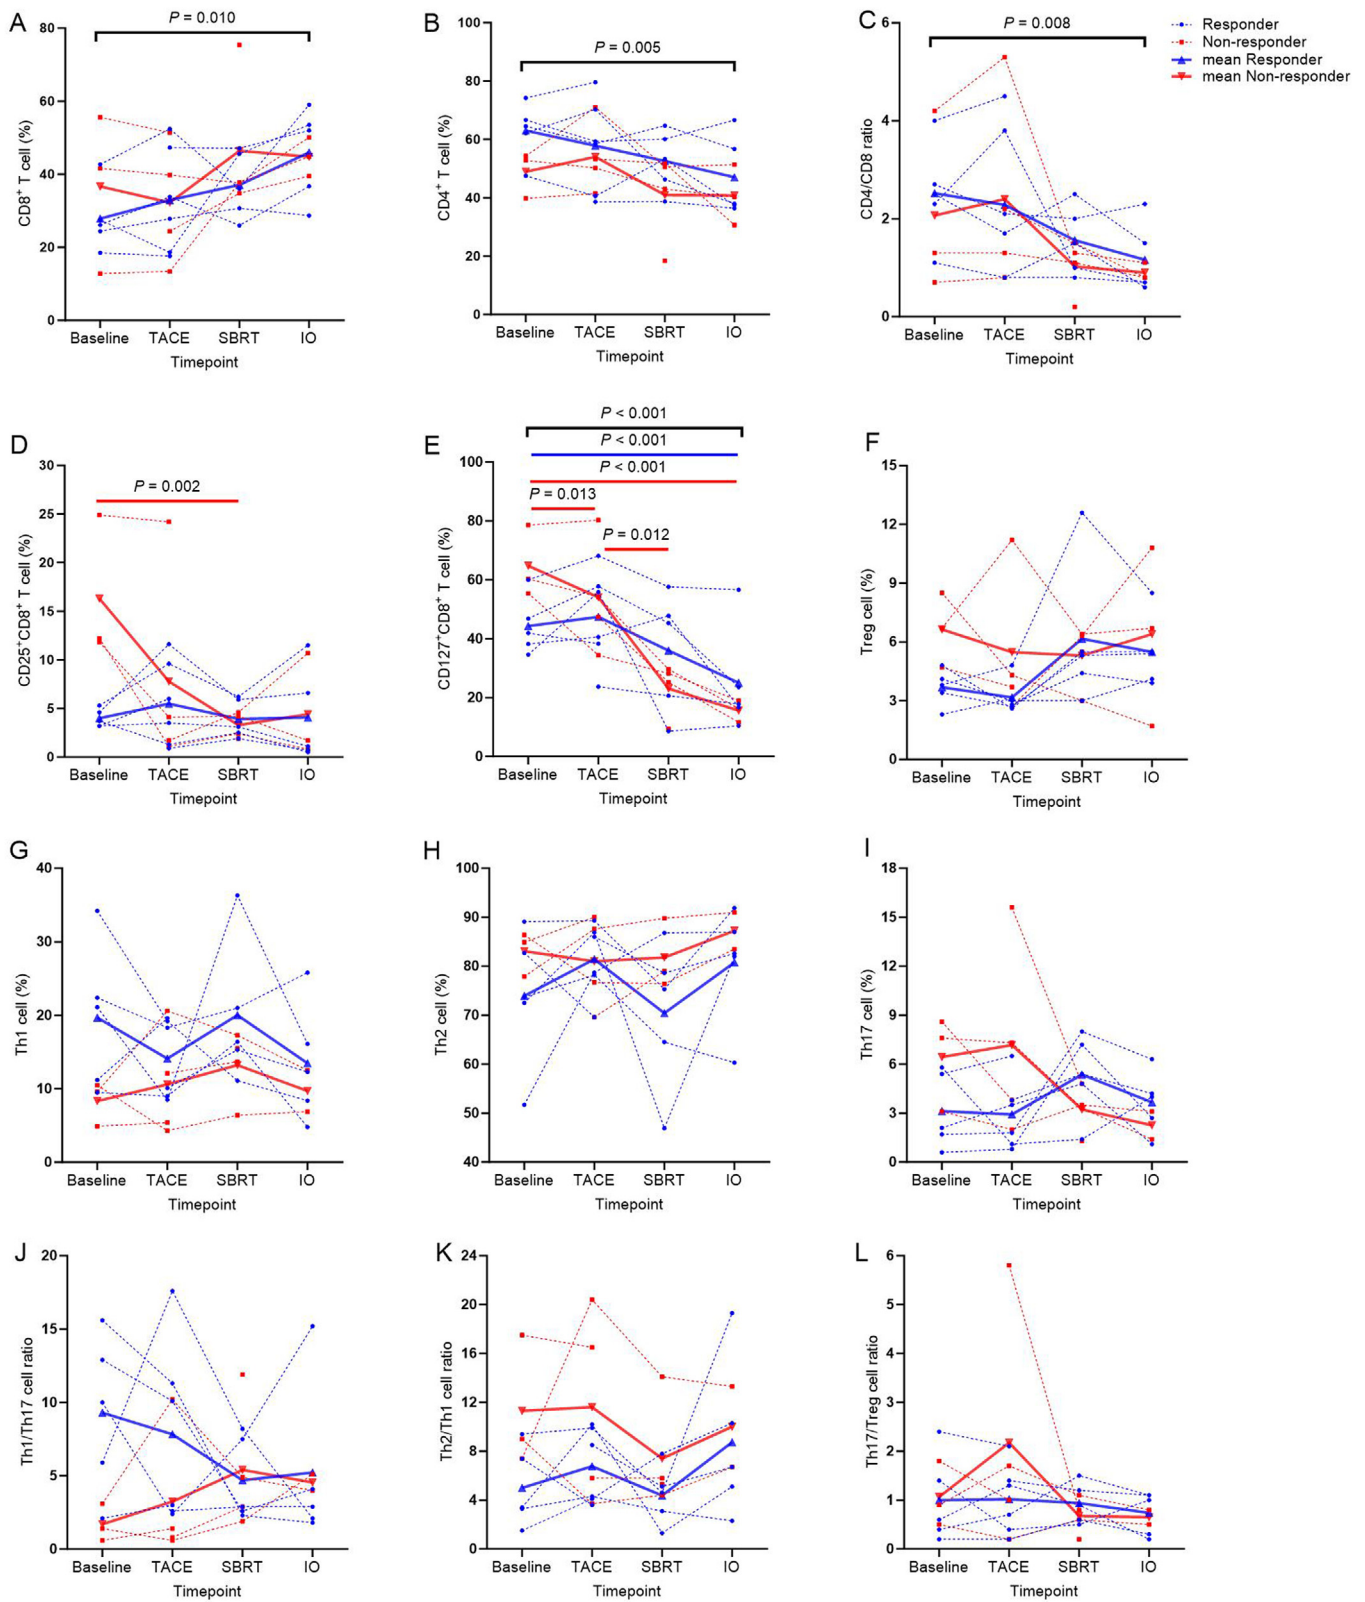 A
P = 0.010
80
60
40
20
0
CD8+ T cell (%)
Baseline TACE SBRT IO
Timepoint
B
P = 0.005
100
80
60
40
20
0
CD4+ T cell (%)
Baseline TACE SBRT IO
Timepoint
C
P = 0.008
6
4
2
0
CD4/CD8 ratio
Baseline TACE SBRT IO
Timepoint
Responder
Non-responder
mean Responder
mean Non-responder
D
P = 0.002
30
25
20
15
10
5
0
CD25+CD8+ T cell (%)
Baseline TACE SBRT IO
Timepoint
E
P < 0.001
P < 0.001
P < 0.001
P = 0.013
P = 0.012
100
80
60
40
20
0
CD127+CD8+ T cell (%)
Baseline TACE SBRT IO
Timepoint
F
15
12
9
6
3
0
Treg cell (%)
Baseline TACE SBRT IO
Timepoint
G
40
30
20
10
0
Th1 cell (%)
Baseline TACE SBRT IO
Timepoint
H
100
90
80
70
60
50
40
Th2 cell (%)
Baseline TACE SBRT IO
Timepoint
I
18
15
12
9
6
3
0
Th17 cell (%)
Baseline TACE SBRT IO
Timepoint
J
20
15
10
5
0
Th1/Th17 cell ratio
Baseline TACE SBRT IO
Timepoint
K
24
20
16
12
8
4
0
Th2/Th1 cell ratio
Baseline TACE SBRT IO
Timepoint
L
6
5
4
3
2
1
0
Th17/Treg cell ratio
Baseline TACE SBRT IO
Timepoint